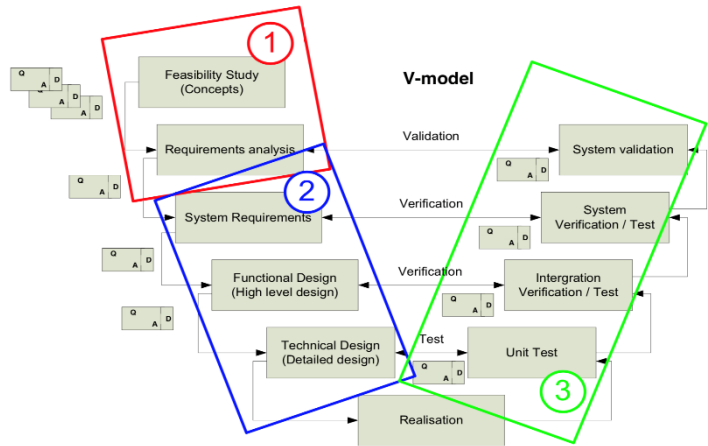 V-model
1
Feasibility Study
(Concepts)
Q
A
D
A
D
A
D
Requirements analysis
Validation
System validation
Q
A
D
Q
A
D
2
System Requirements
Verification
System
Verification / Test
Q
A
D
Q
A
D
Functional Design
(High level design)
Verification
Intergration
Verification / Test
Q
A
D
Q
A
D
Technical Design
(Detailed design)
Test
Unit Test
Q
A
D
3
Realisation